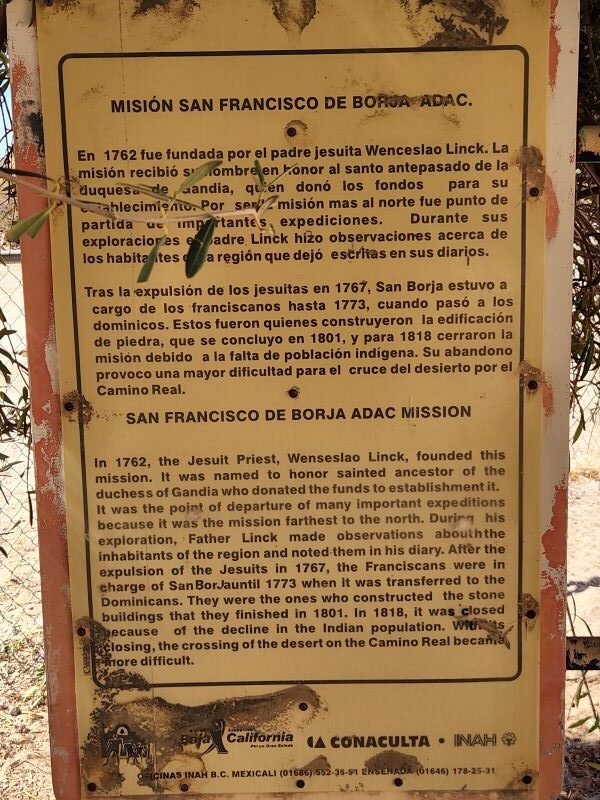 MISIÓN SAN FRANCISCO DE BORJA ADAC.
En 1762 fue fundada por el padre jesuita Wenceslao Linck. La
misión recibió su nombre en honor al santo antepasado de la
duquesa de Gandia, quien donó los fondos para su
establecimiento. Por ser misión mas al norte fue punto de
partida de importantes expediciones. Durante sus
exploraciones el padre Linck hizo observaciones acerca de
los habitantes de la región que dejó escritas en sus diarios.
Tras la expulsión de los jesuitas en 1767, San Borja estuvo a
cargo de los franciscanos hasta 1773, cuando pasó a los
dominicos. Estos fueron quienes construyeron la edificación
de piedra, que se concluyo en 1801, y para 1818 cerraron la
misión debido a la falta de población indígena. Su abandono
provoco una mayor dificultad para el cruce del desierto por el
Camino Real.
SAN FRANCISCO DE BORJA ADAC MISSION
In 1762, the Jesuit Priest, Wenseslao Linck, founded this
mission. It was named to honor sainted ancestor of the
duchess of Gandia who donated the funds to establishment it.
It was the point of departure of many important expeditions
because it was the mission farthest to the north. During his
exploration, Father Linck made observations abouththe
inhabitants of the region and noted them in his diary. After the
expulsion of the Jesuits in 1767, the Franciscans were in
charge of SanBorJauntil 1773 when it was transferred to the
Dominicans. They were the ones who constructed the stone
buildings that they finished in 1801. In 1818, it was closed
because of the decline in the Indian population. With its
closing, the crossing of the desert on the Camino Real became
more difficult.
Baja California
Por un Gran Estado
CONACULTA • INAH
OFICINAS INAH B.C. MEXICALI (01686) 552-35-91 ENSENADA (01646) 178-25-31